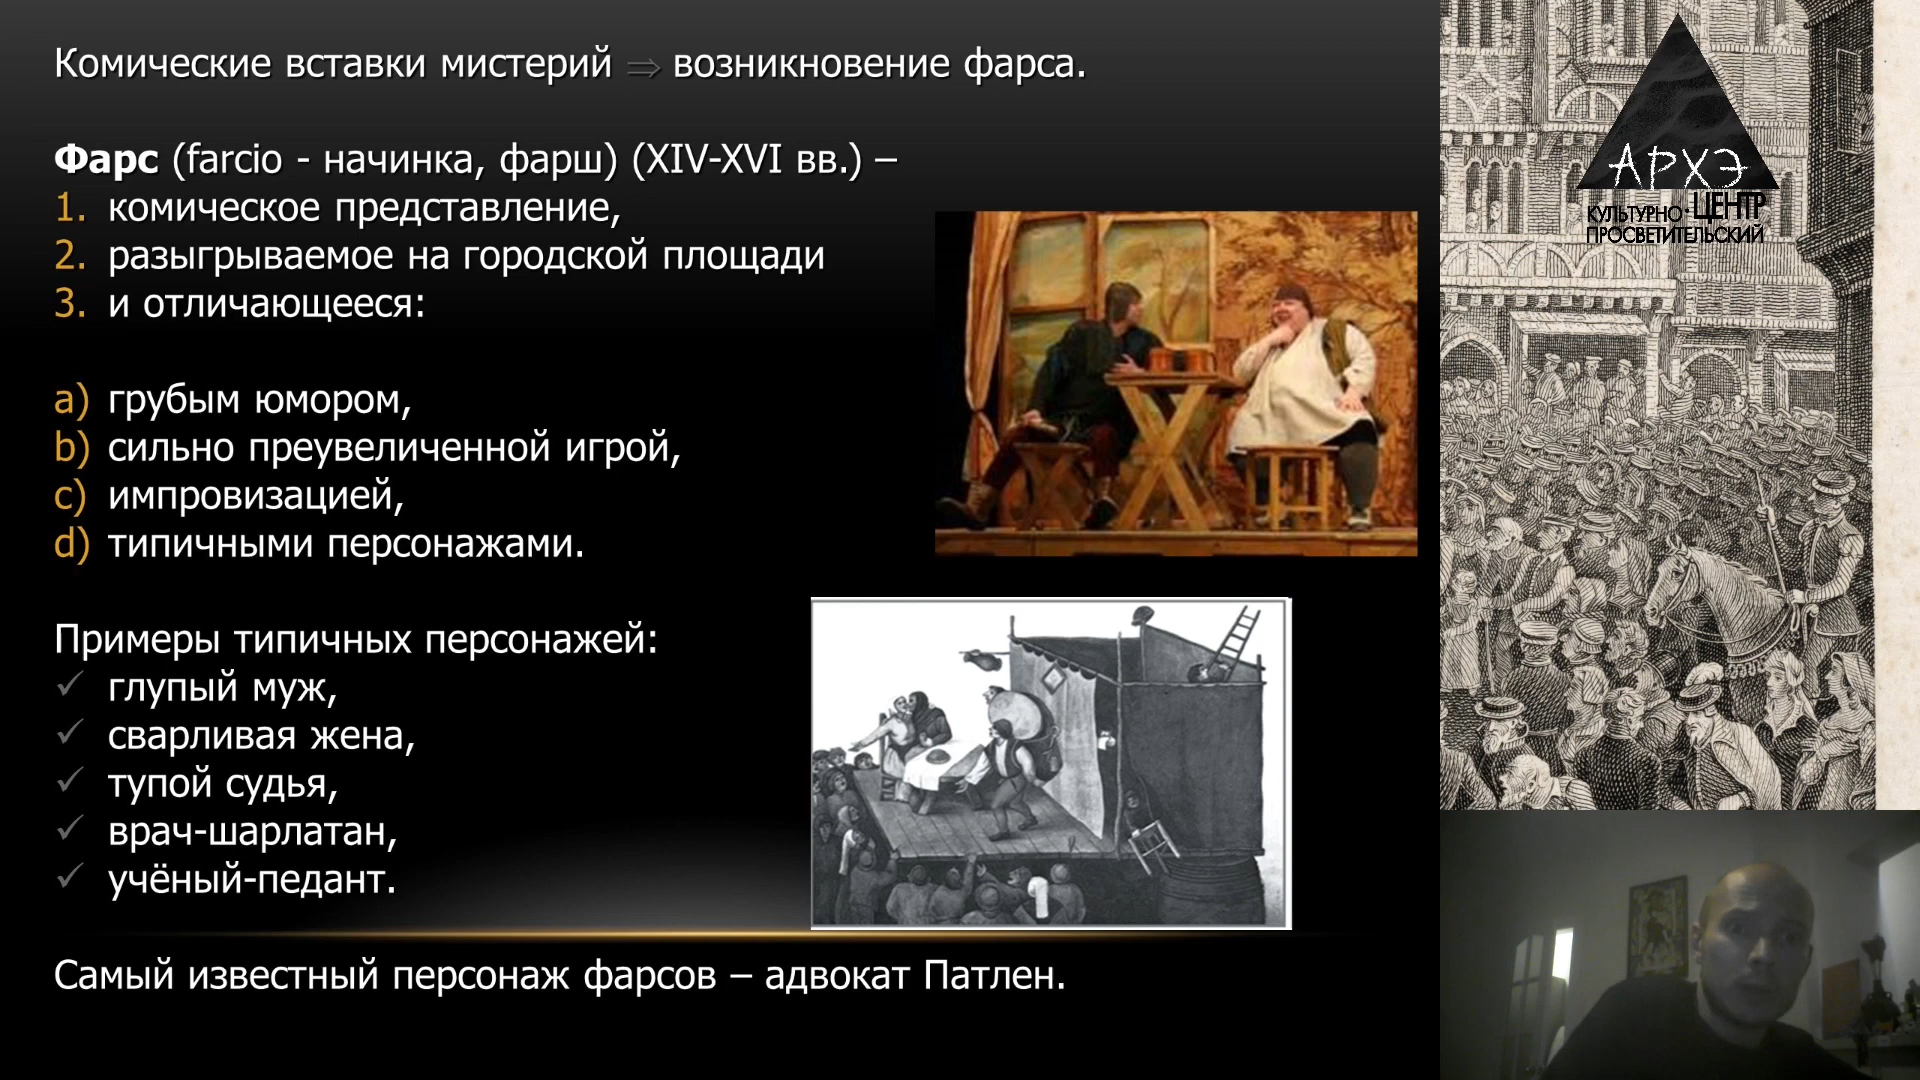 Комические вставки мистерий ⇒ возникновение фарса.
Фарс (farcio - начинка, фарш) (XIV-XVI вв.) –
1. комическое представление,
2. разыгрываемое на городской площади
3. и отличающееся:
a) грубым юмором,
b) сильно преувеличенной игрой,
c) импровизацией,
d) типичными персонажами.
Примеры типичных персонажей:
✓ глупый муж,
✓ сварливая жена,
✓ тупой судья,
✓ врач-шарлатан,
✓ учёный-педант.
Самый известный персонаж фарсов – адвокат Патлен.
АРХЭ
КУЛЬТУРНО-ЦЕНТР
ПРОСВЕТИТЕЛЬСКИЙ